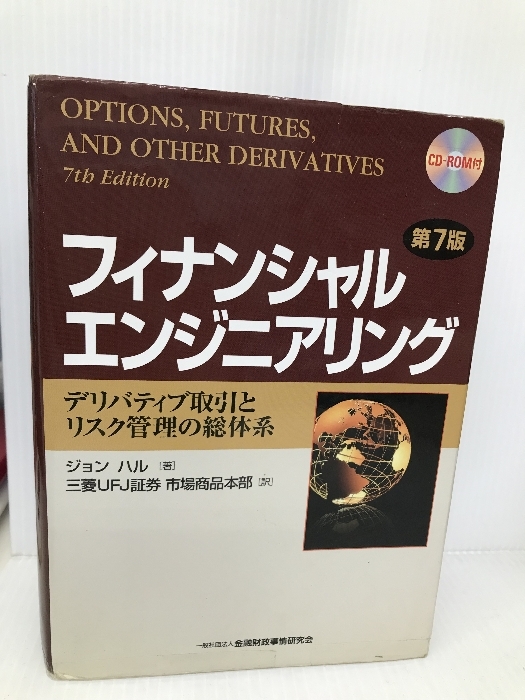 OPTIONS, FUTURES,
AND OTHER DERIVATIVES
7th Edition
CD-ROM付
第7版
フィナンシャル
エンジニアリング
デリバティブ取引と
リスク管理の総体系
ジョン ハル [著]
三菱UFJ証券 市場商品本部 [訳]
一般社団法人 金融財政事情研究会